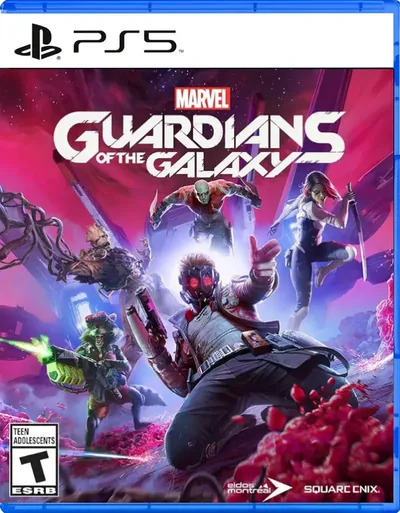 PS5
MARVEL
GUARDIANS
OF THE GALAXY
TEEN
ADOLESCENTS
T
ESRB
eidos
montréal
SQUARE ENIX